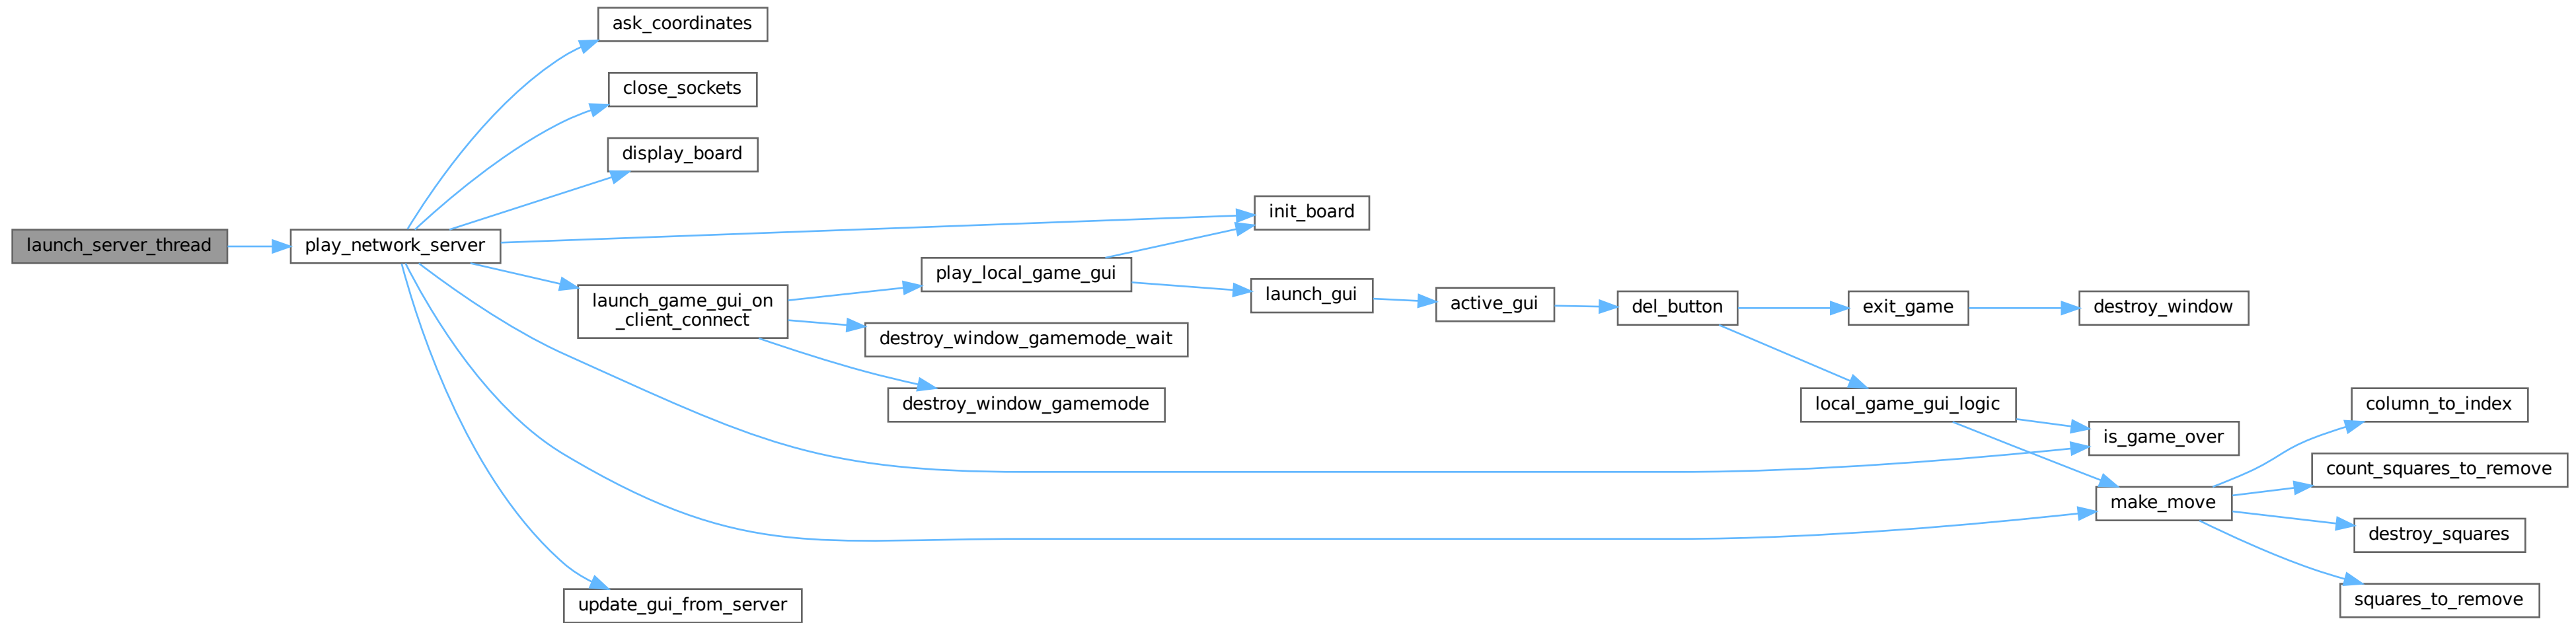 ask_coordinates
close_sockets
display_board
init_board
launch_server_thread
play_network_server
play_local_game_gui
launch_gui
active_gui
del_button
exit_game
destroy_window
launch_game_gui_on
_client_connect
destroy_window_gamemode_wait
destroy_window_gamemode
local_game_gui_logic
column_to_index
is_game_over
count_squares_to_remove
make_move
destroy_squares
update_gui_from_server
squares_to_remove